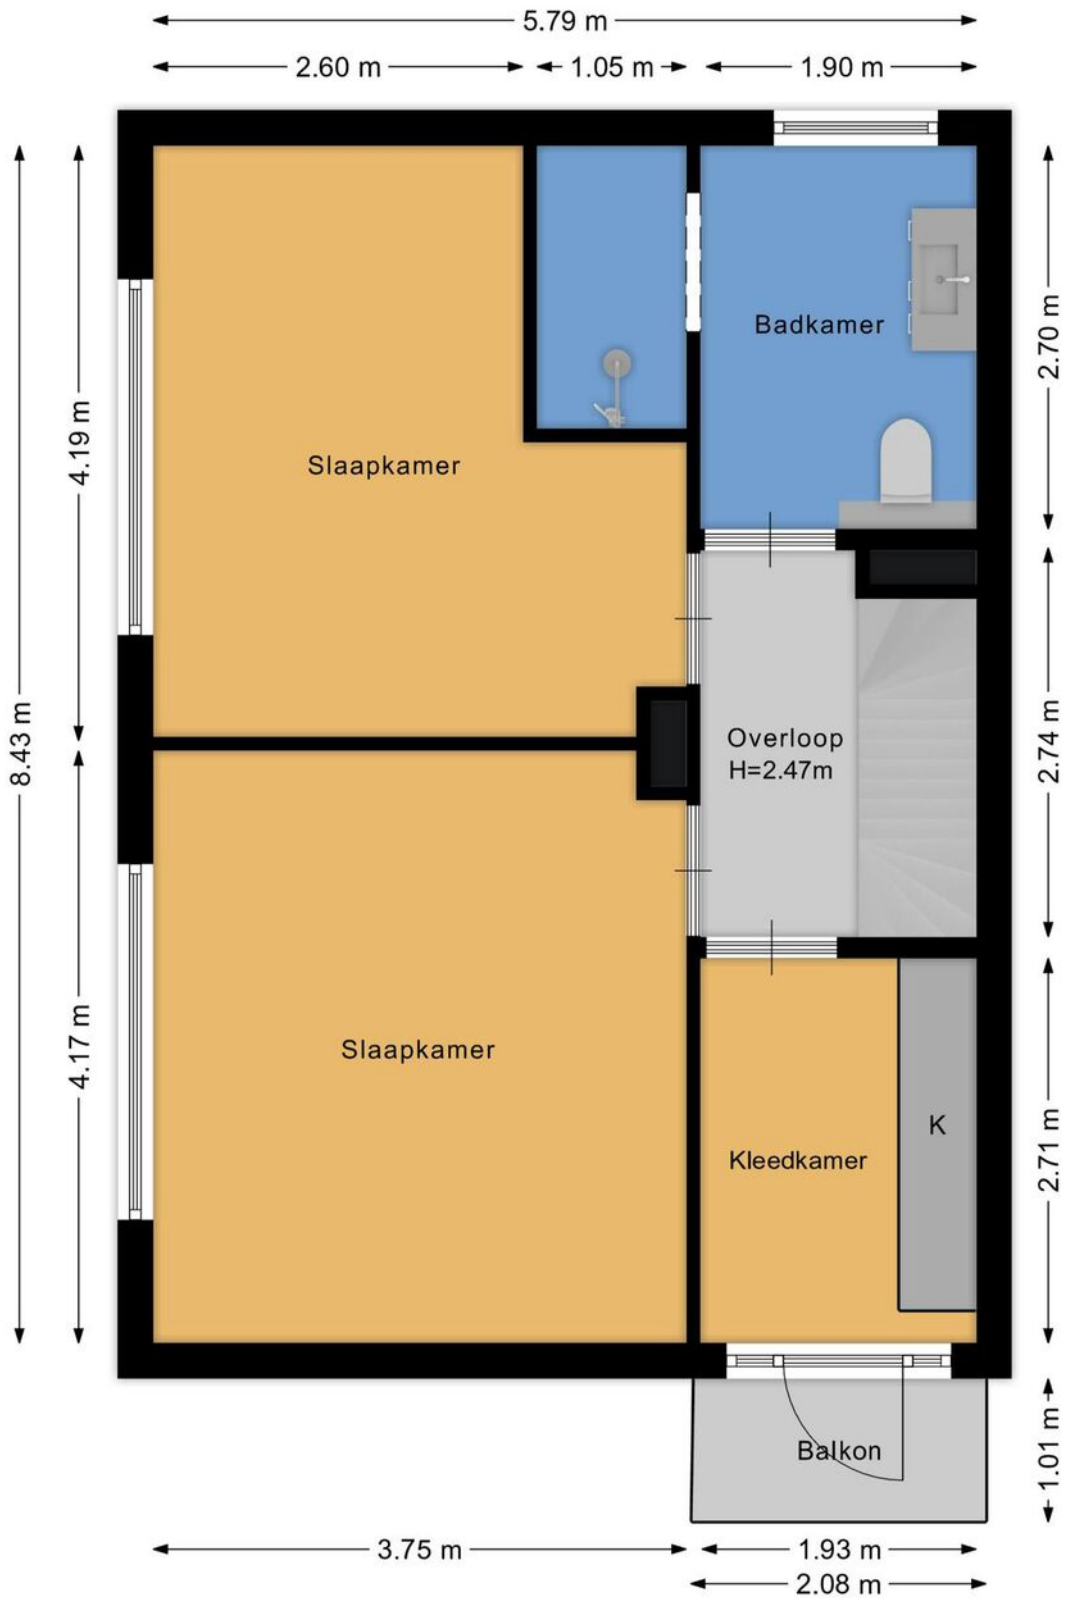 5.79 m
2.60 m
1.05 m
1.90 m
Badkamer
2.70 m
4.19 m
Slaapkamer
8.43 m
Overloop
H=2.47m
2.74 m
4.17 m
Slaapkamer
K
Kleedkamer
2.71 m
Balkon
1.01 m
3.75 m
1.93 m
2.08 m